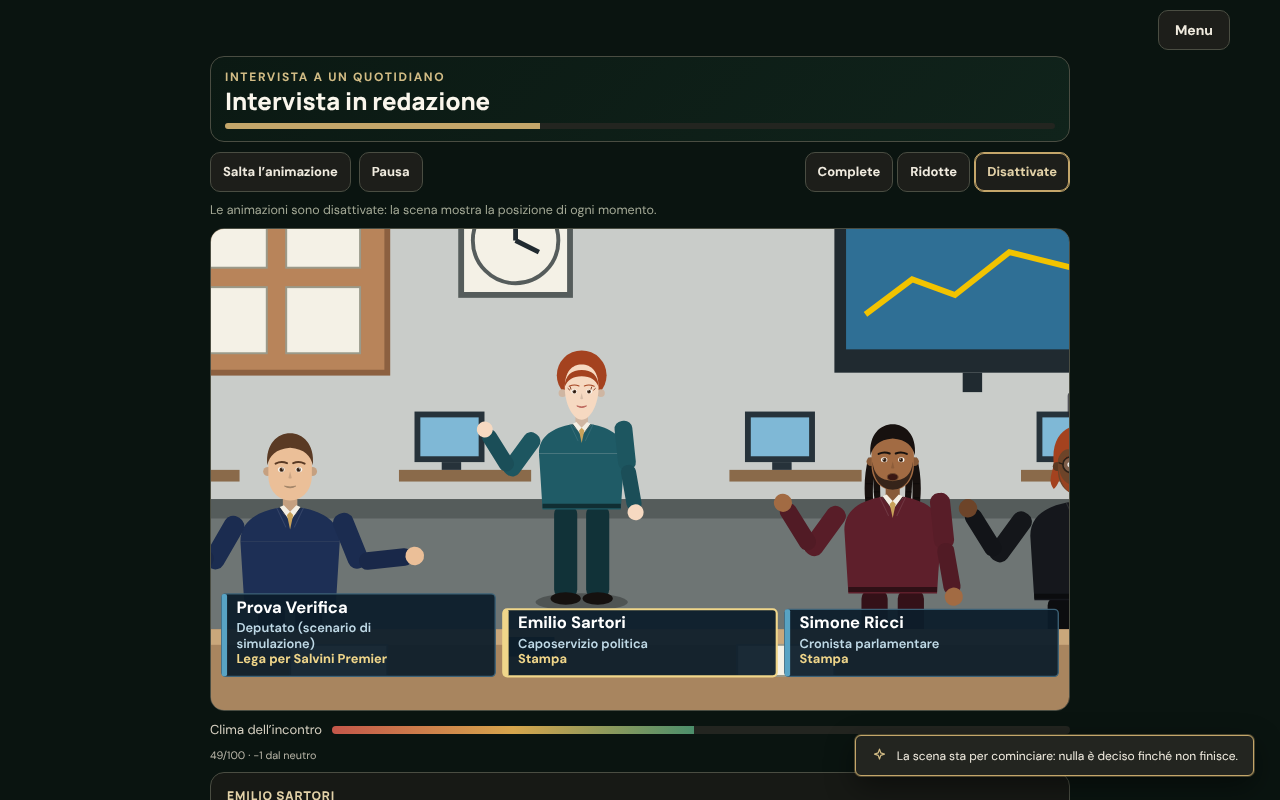 Menu
INTERVISTA A UN QUOTIDIANO
Intervista in redazione
Salta l'animazione
Pausa
Complete
Ridotte
Disattivate
Le animazioni sono disattivate: la scena mostra la posizione di ogni momento.
Prova Verifica
Deputato (scenario di
simulazione)
Lega per Salvini Premier
Emilio Sartori
Caposervizio politica
Stampa
Simone Ricci
Cronista parlamentare
Stampa
Clima dell'incontro
49/100 · −1 dal neutro
La scena sta per cominciare: nulla è deciso finché non finisce.
EMILIO SARTORI